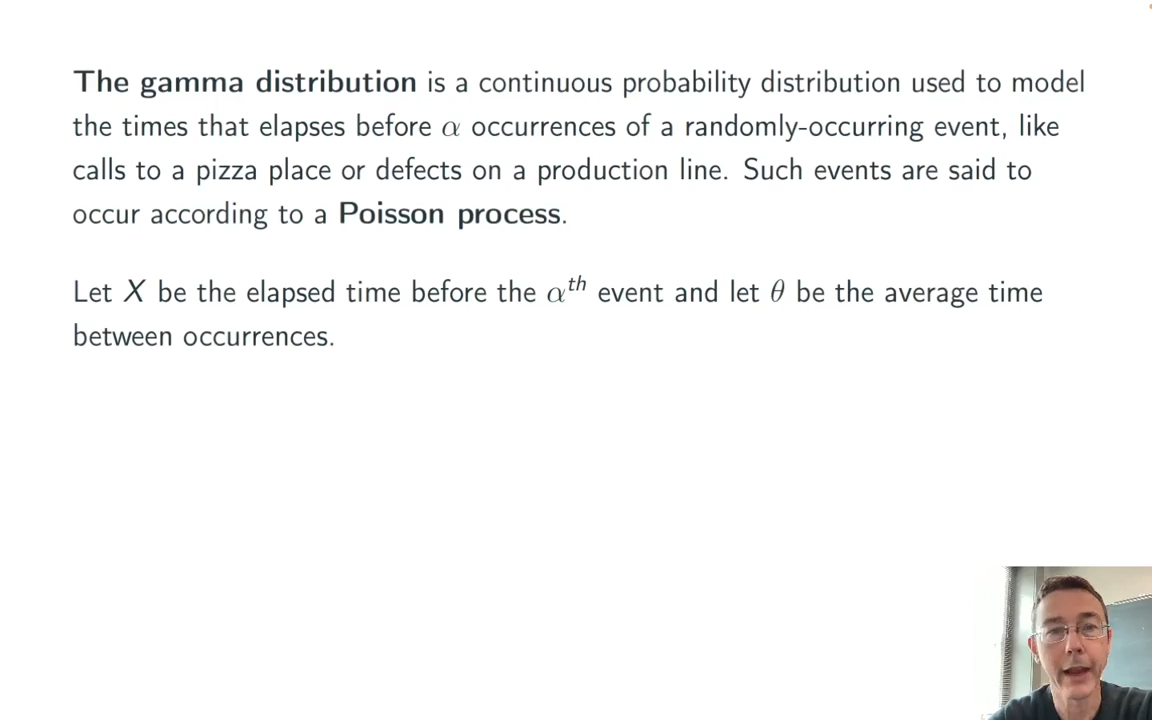 The gamma distribution is a continuous probability distribution used to model
the times that elapses before α occurrences of a randomly-occurring event, like
calls to a pizza place or defects on a production line. Such events are said to
occur according to a Poisson process.
Let X be the elapsed time before the αᵗʰ event and let θ be the average time
between occurrences.